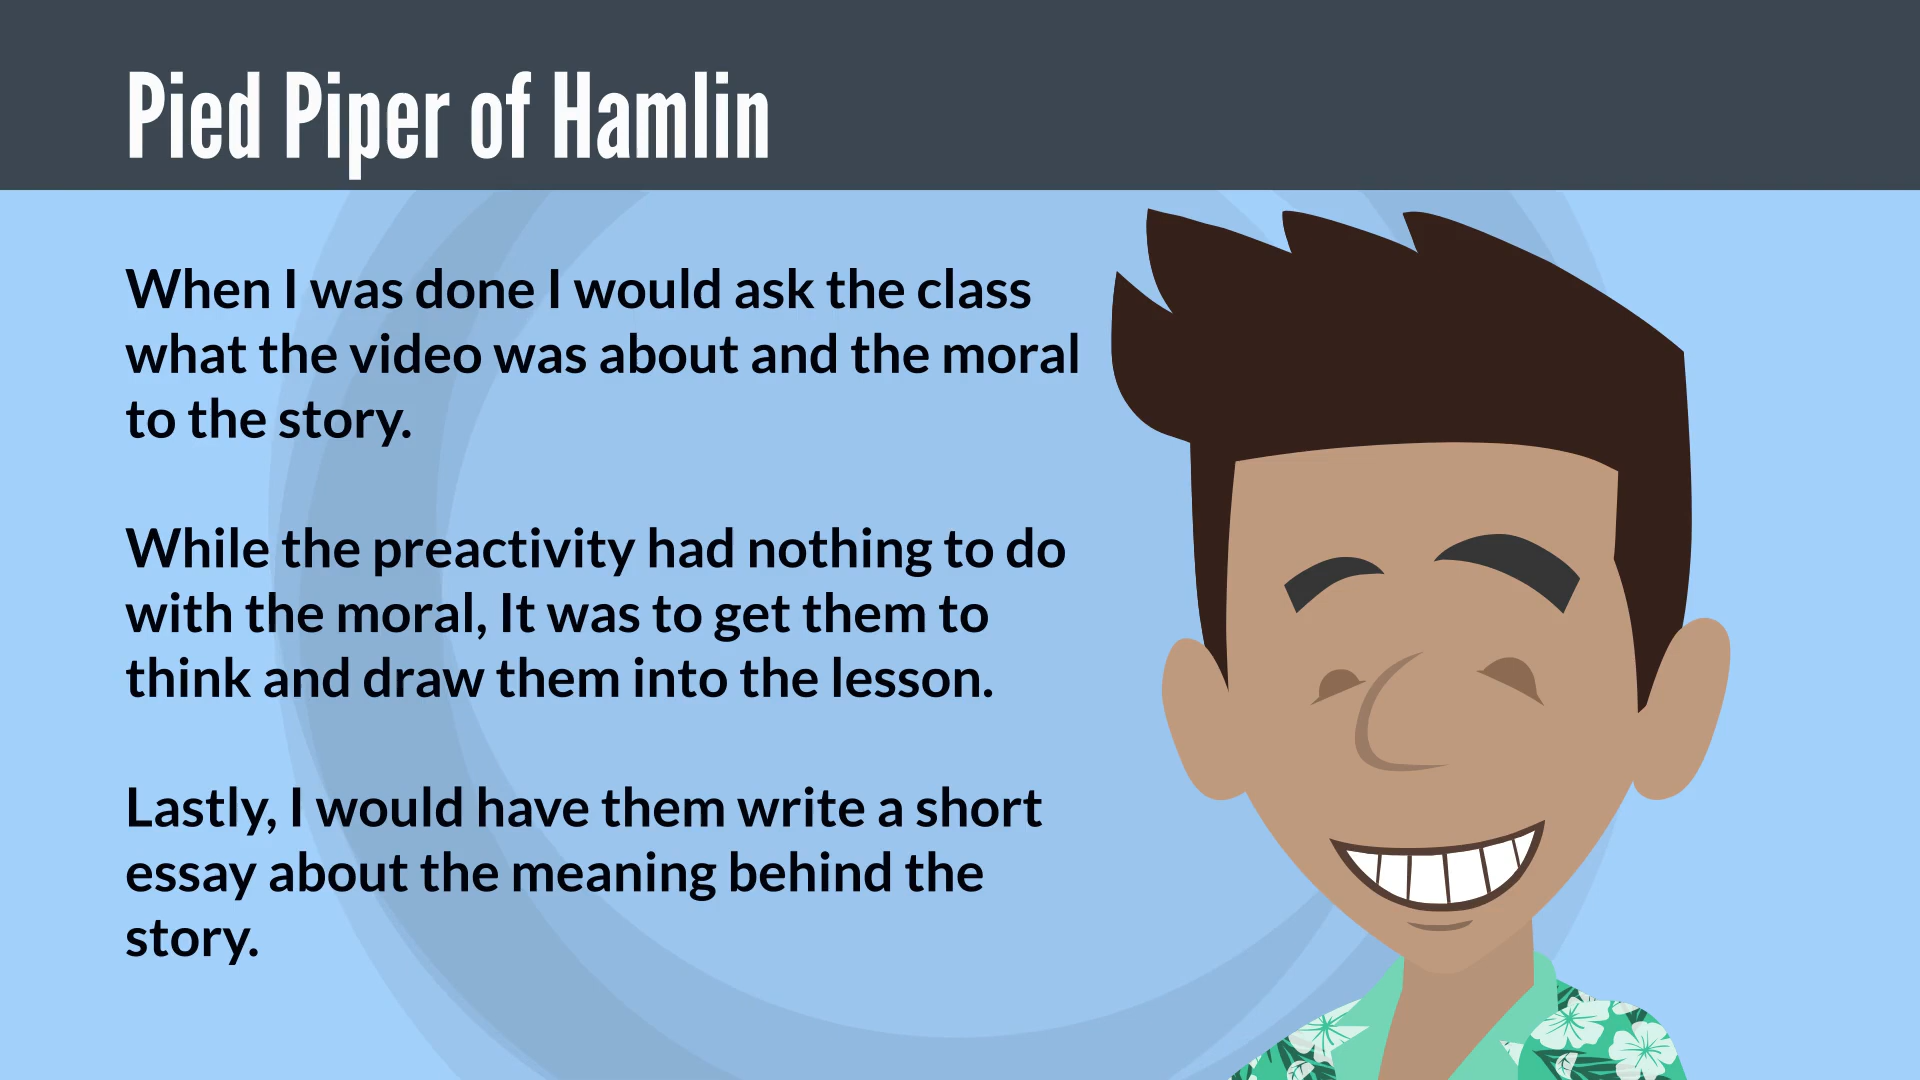 Pied Piper of Hamlin
When I was done I would ask the class
what the video was about and the moral
to the story.
While the preactivity had nothing to do
with the moral, It was to get them to
think and draw them into the lesson.
Lastly, I would have them write a short
essay about the meaning behind the
story.